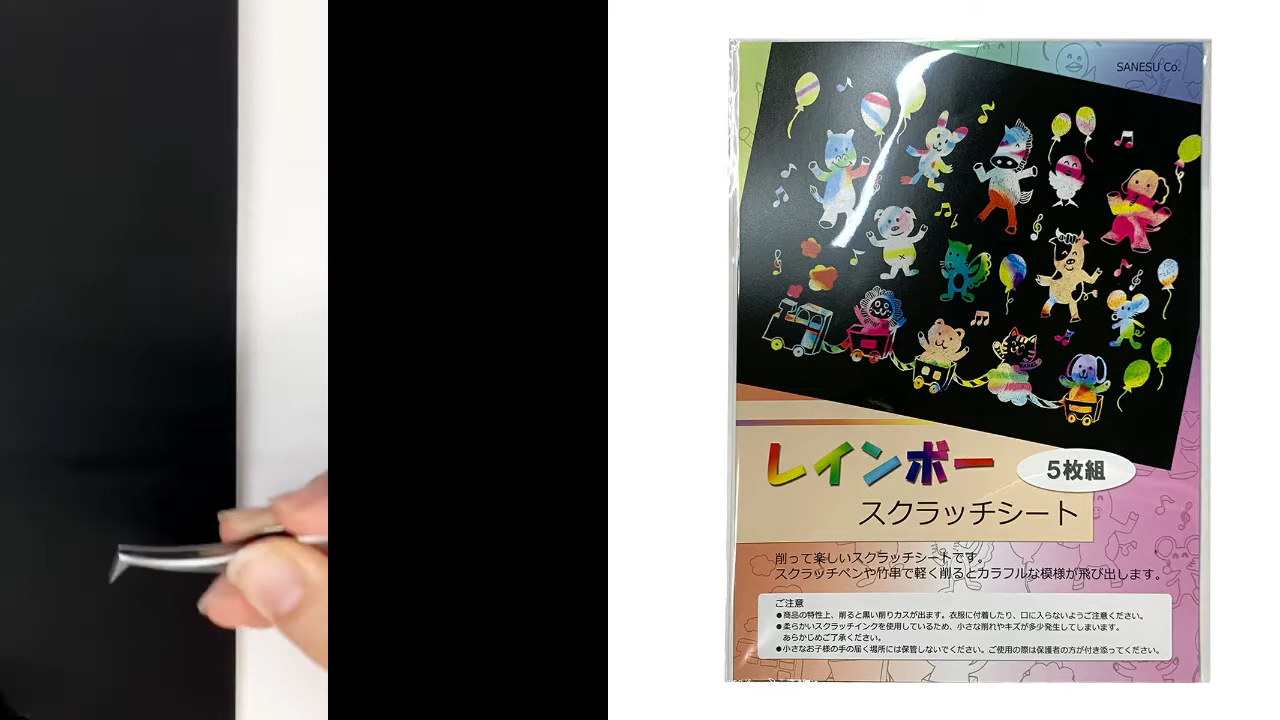 SANESU Co.
レインボー
5枚組
スクラッチシート
削って楽しいスクラッチシートです。
スクラッチペンや竹串で軽く削るとカラフルな模様が飛び出します。
ご注意
●商品の特性上、削ると黒い削りカスが出ます。衣服に付着したり、口に入らないようご注意ください。
●柔らかいスクラッチインクを使用しているため、小さな削れやキズが多少発生してしまいます。
あらかじめご了承ください。
●小さなお子様の手の届く場所には保管しないでください。ご使用の際は保護者の方が付き添ってください。